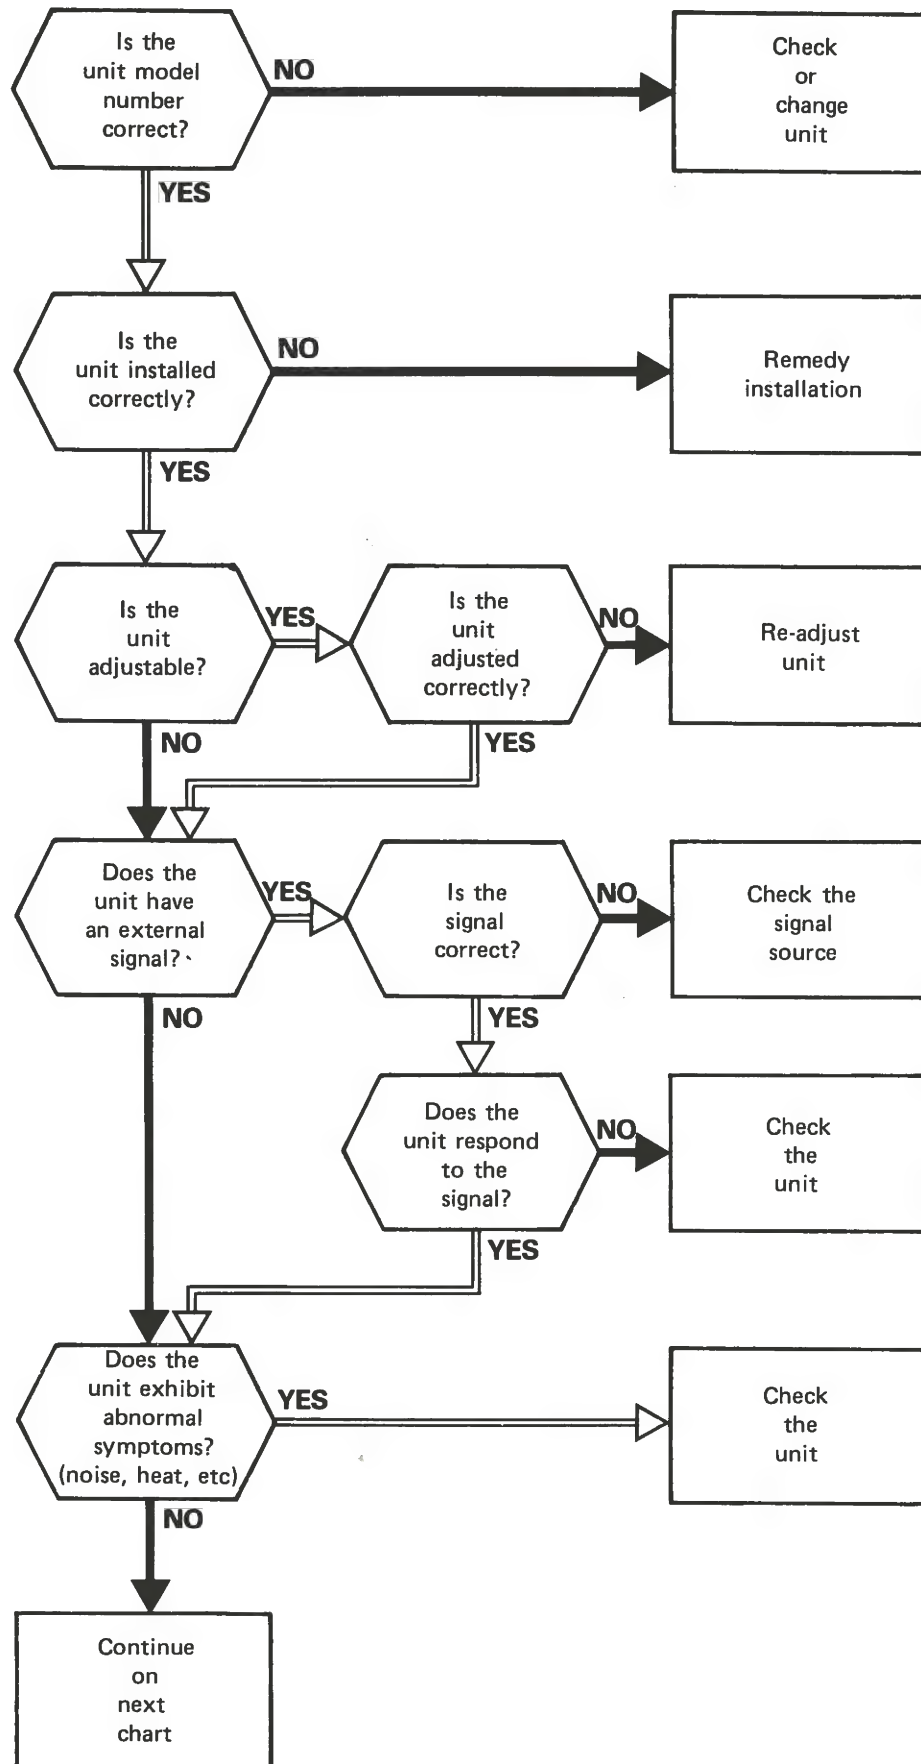 Is the
unit model
number
correct?
NO
Check
or
change
unit
YES
Is the
unit installed
correctly?
NO
Remedy
installation
YES
Is the
unit
adjustable?
YES
Is the
unit
adjusted
correctly?
NO
Re-adjust
unit
NO
YES
Does the
unit have
an external
signal?
YES
Is the
signal
correct?
NO
Check the
signal
source
NO
YES
Does the
unit respond
to the
signal?
NO
Check
the
unit
YES
Does the
unit exhibit
abnormal
symptoms?
(noise, heat, etc)
YES
Check
the
unit
NO
Continue
on
next
chart